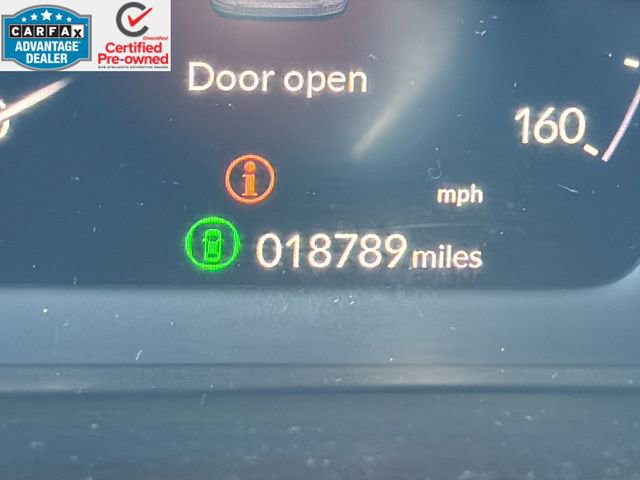 CARFAX
ADVANTAGE
DEALER
Certified
Pre-owned
Door open
160
mph
018789 miles